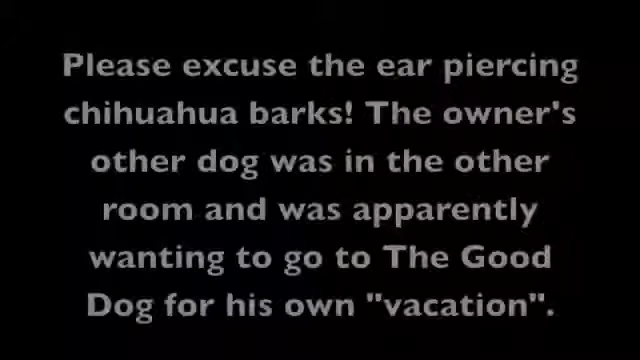 Please excuse the ear piercing
chihuahua barks! The owner's
other dog was in the other
room and was apparently
wanting to go to The Good
Dog for his own "vacation".